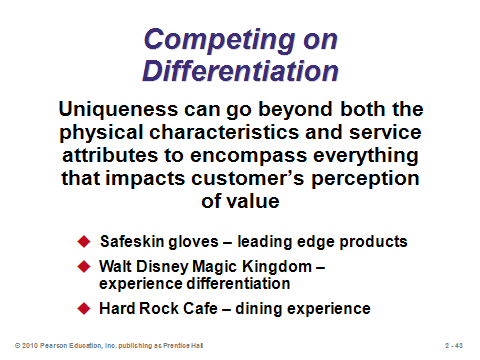 Competing on
Differentiation
Uniqueness can go beyond both the
physical characteristics and service
attributes to encompass everything
that impacts customer's perception
of value
Safeskin gloves – leading edge products
Walt Disney Magic Kingdom –
experience differentiation
Hard Rock Cafe – dining experience
© 2010 Pearson Education, Inc. publishing as Prentice Hall
2 - 43